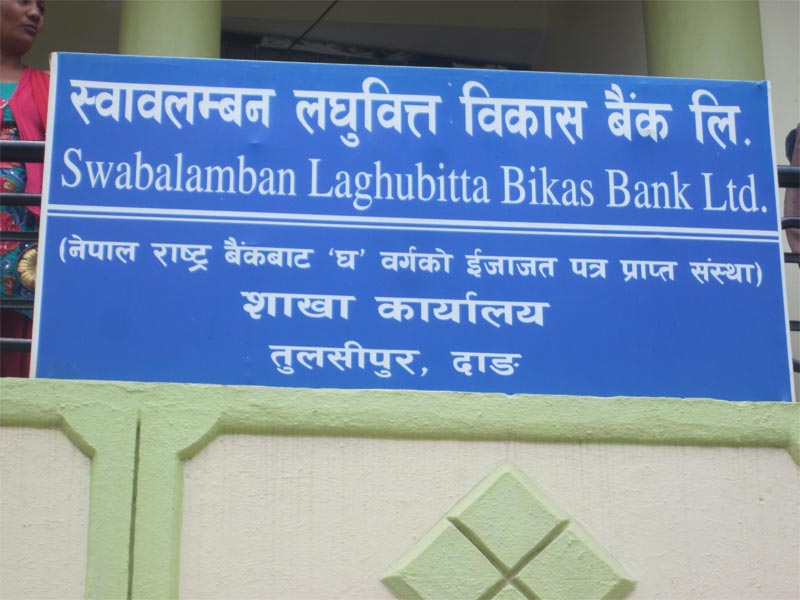 स्वावलम्बन लघुवित्त विकास बैंक लि.
Swabalamban Laghubitta Bikas Bank Ltd.
(नेपाल राष्ट्र बैंकबाट ‘घ’ वर्गको ईजाजत पत्र प्राप्त संस्था)
शाखा कार्यालय
तुलसीपुर, दाङ